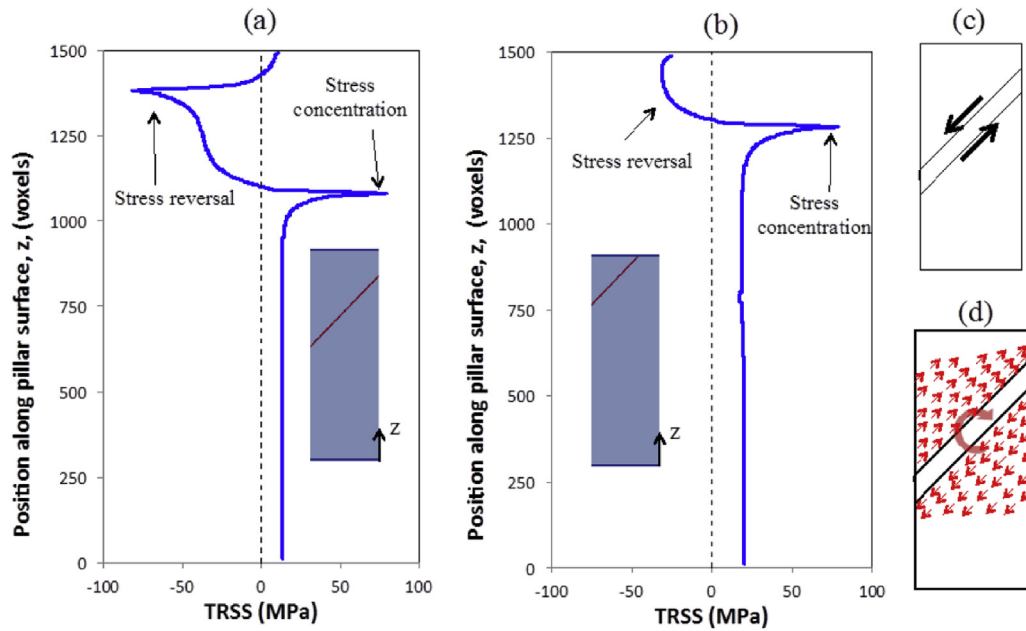 (a)
1500
1250
1000
750
500
250
0
-100
-50
0
50
100
Position along pillar surface, z, (voxels)
TRSS (MPa)
Stress
concentration
Stress reversal
z
(b)
1500
1250
1000
750
500
250
0
-100
-50
0
50
100
Position along pillar surface, z, (voxels)
TRSS (MPa)
Stress reversal
Stress
concentration
Z
(c)
(d)